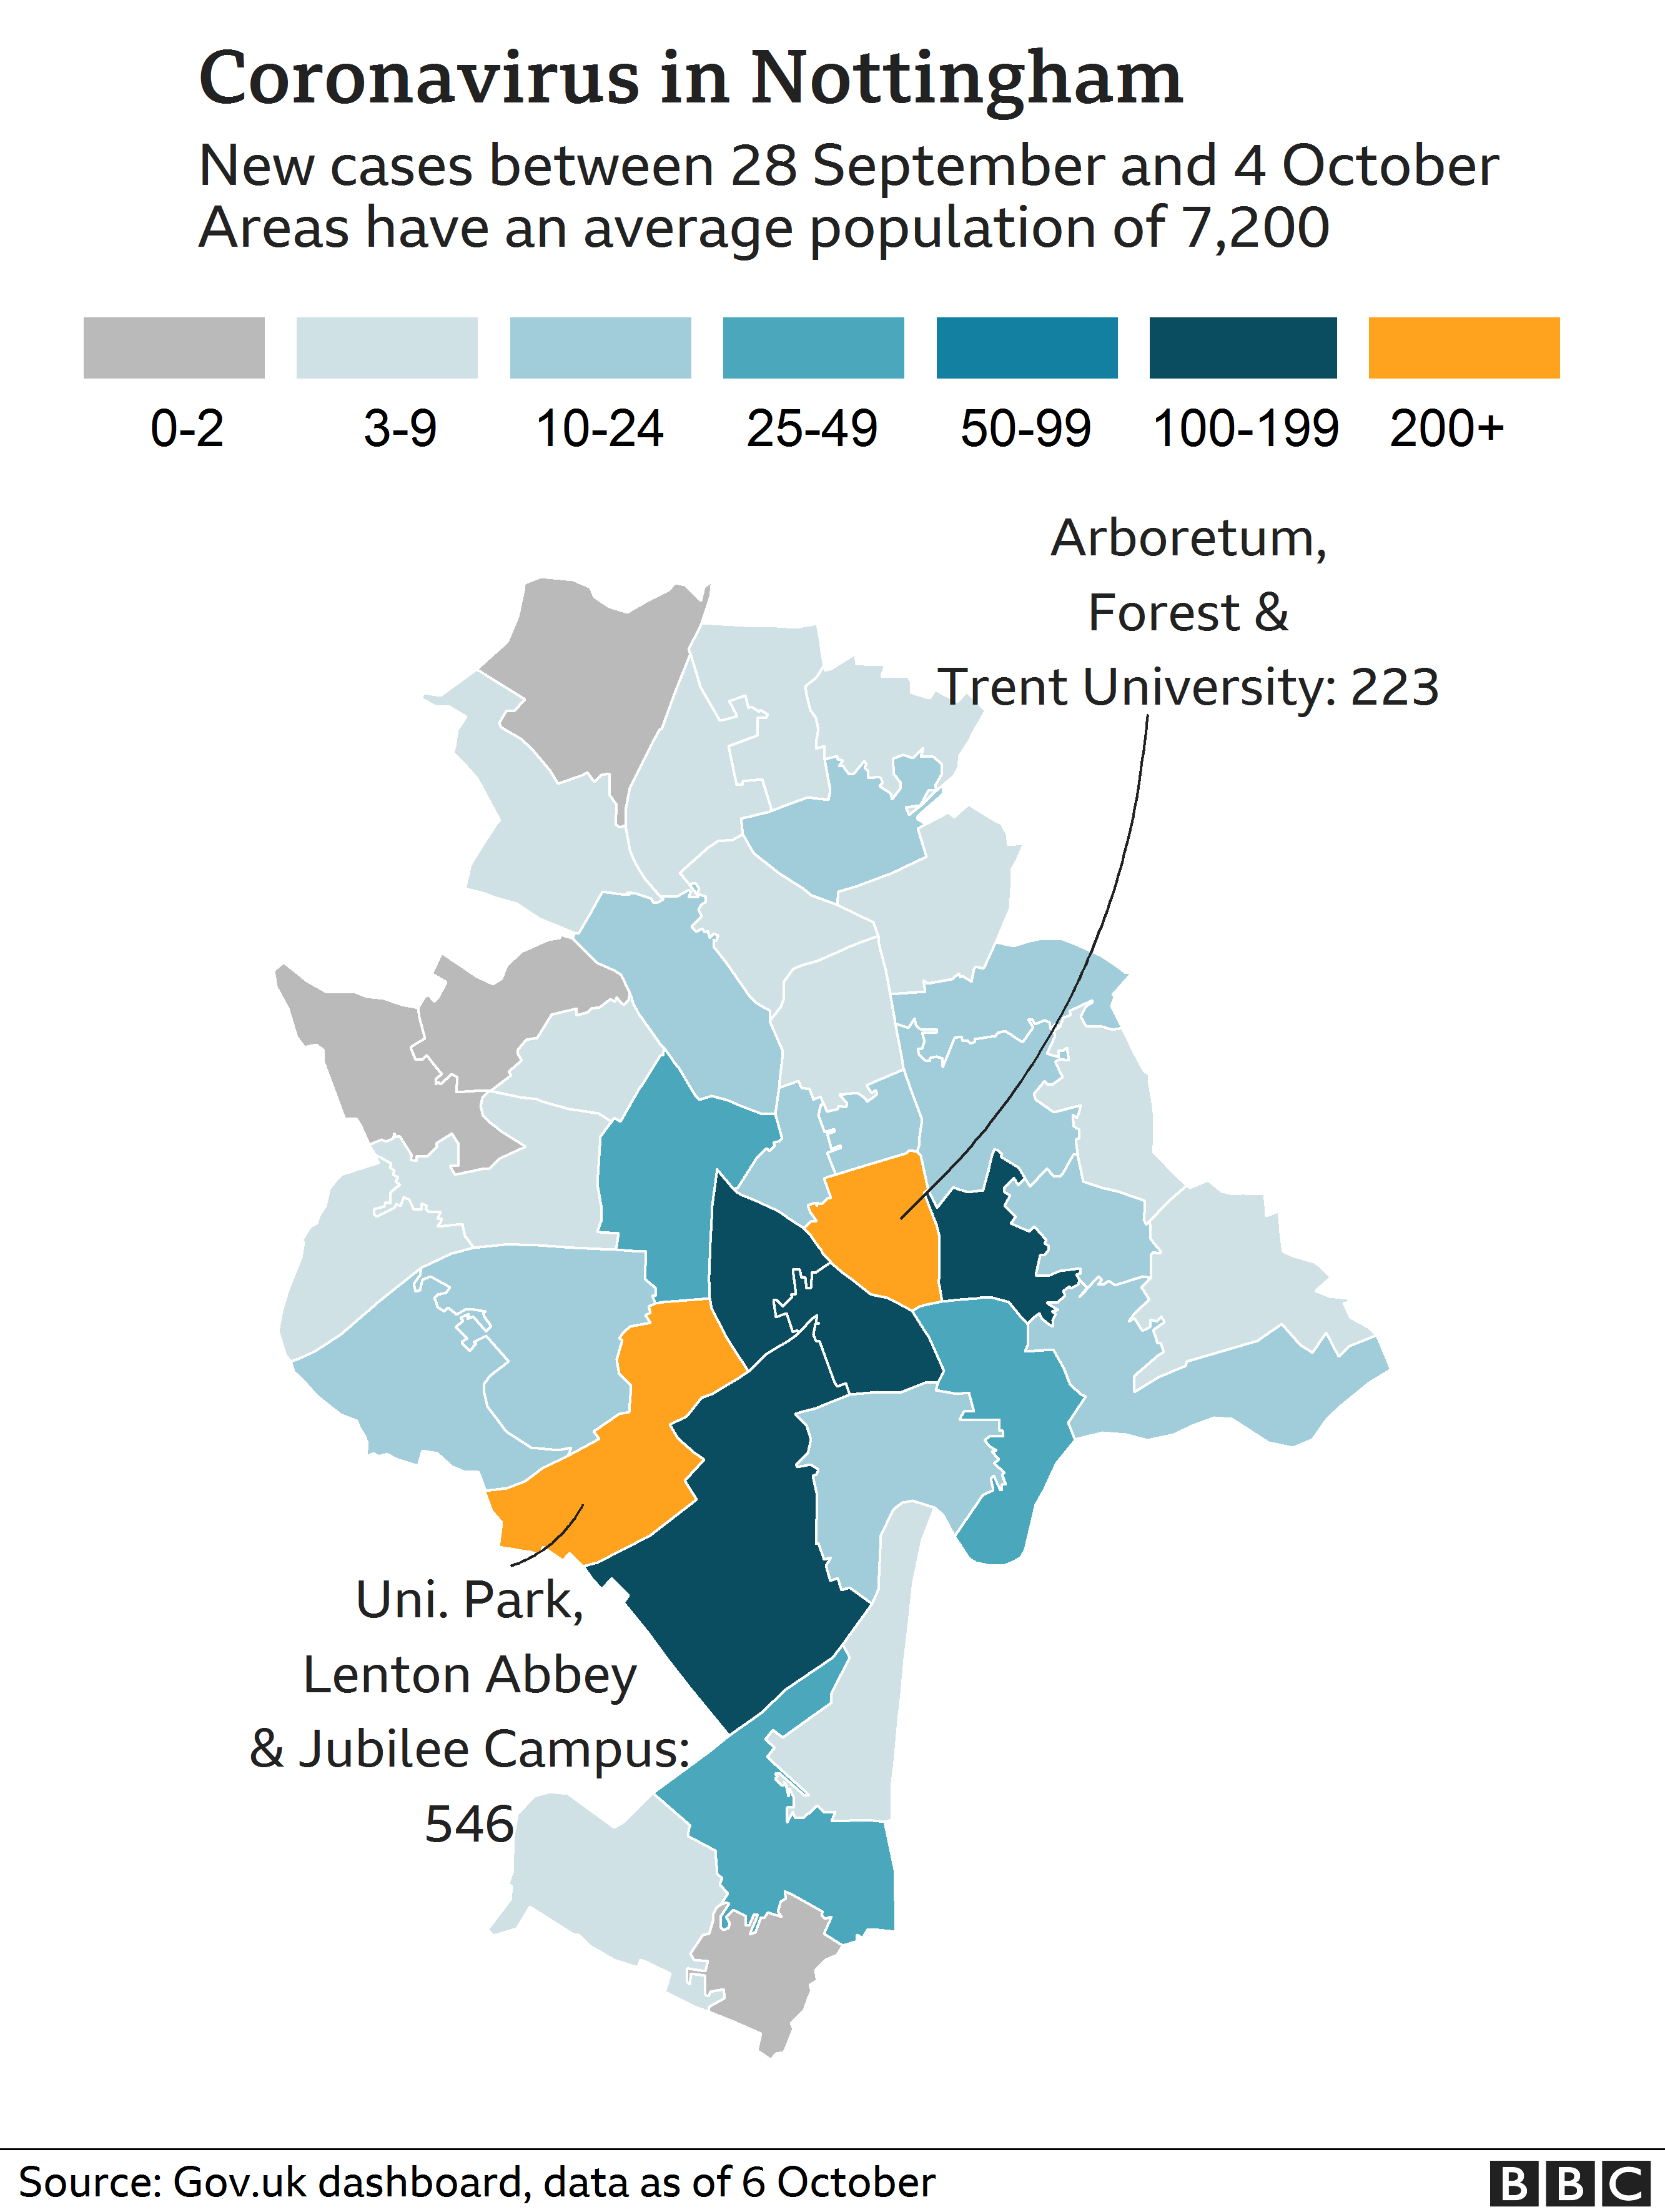 Coronavirus in Nottingham
New cases between 28 September and 4 October
Areas have an average population of 7,200
0-2 3-9 10-24 25-49 50-99 100-199 200+
Arboretum,
Forest &
Trent University: 223
Uni. Park,
Lenton Abbey
& Jubilee Campus:
546
Source: Gov.uk dashboard, data as of 6 October
BBC